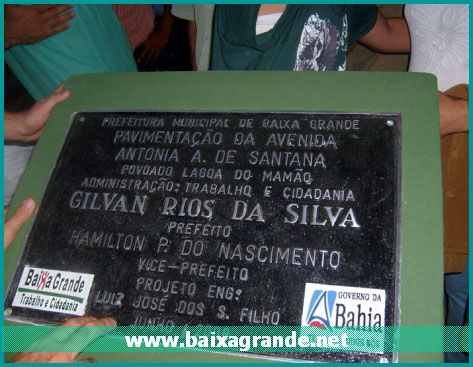 PREFEITURA MUNICIPAL DE BAIXA GRANDE
PAVIMENTAÇÃO DA AVENIDA
ANTONIA A. DE SANTANA
POVOADO LAGOA DO MAMÃO
ADMINISTRAÇÃO: TRABALHO E CIDADANIA
GILVAN RIOS DA SILVA
PREFEITO
HAMILTON P. DO NASCIMENTO
VICE-PREFEITO
PROJETO ENGº
LUIZ JOSÉ DOS S. FILHO
JUNHO
Baixa Grande
Trabalho e Cidadania
GOVERNO DA
Bahia
www.baixagrande.net